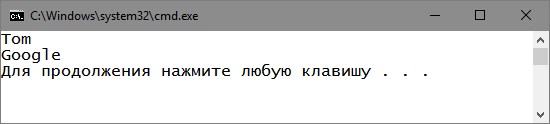 C:\Windows\system32\cmd.exe
Tom
Google
Для продолжения нажмите любую клавишу . . .